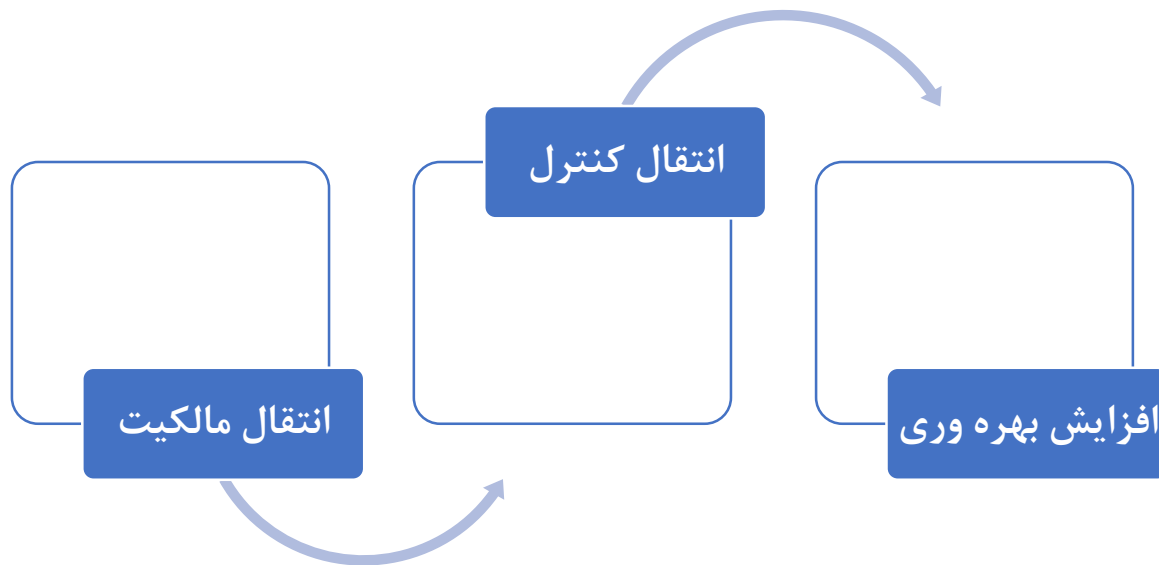 انتقال مالکیت
انتقال کنترل
افزایش بهره وری